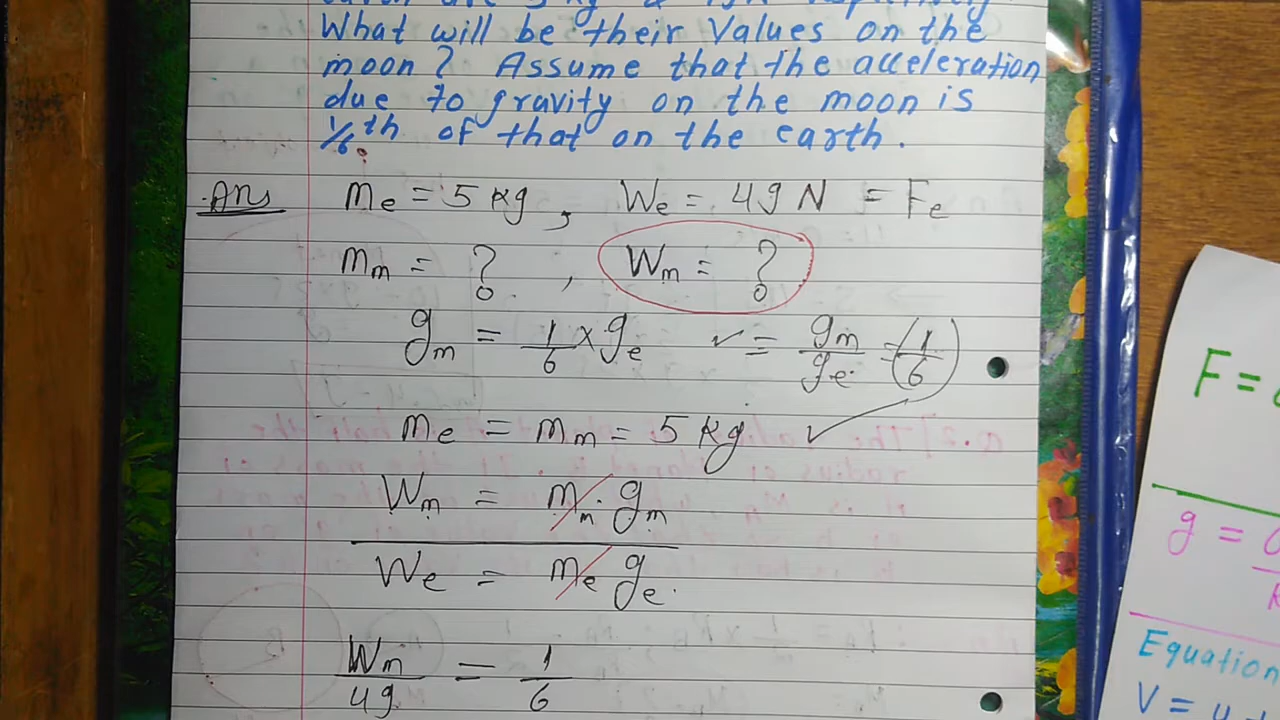 What will be their Values on the
moon? Assume that the acceleration
due to gravity on the moon is
1/6th of that on the earth.
Ans me = 5 kg, We = 49 N = Fe
mm = ?, Wm = ?
gm = 1/6 × ge ✓ = gm/ge = (1/6)
me = mm = 5 kg ✓
Wm = mm · gm
We = me ge
Wm/49 = 1/6
F =
g =
Equation
V = u +